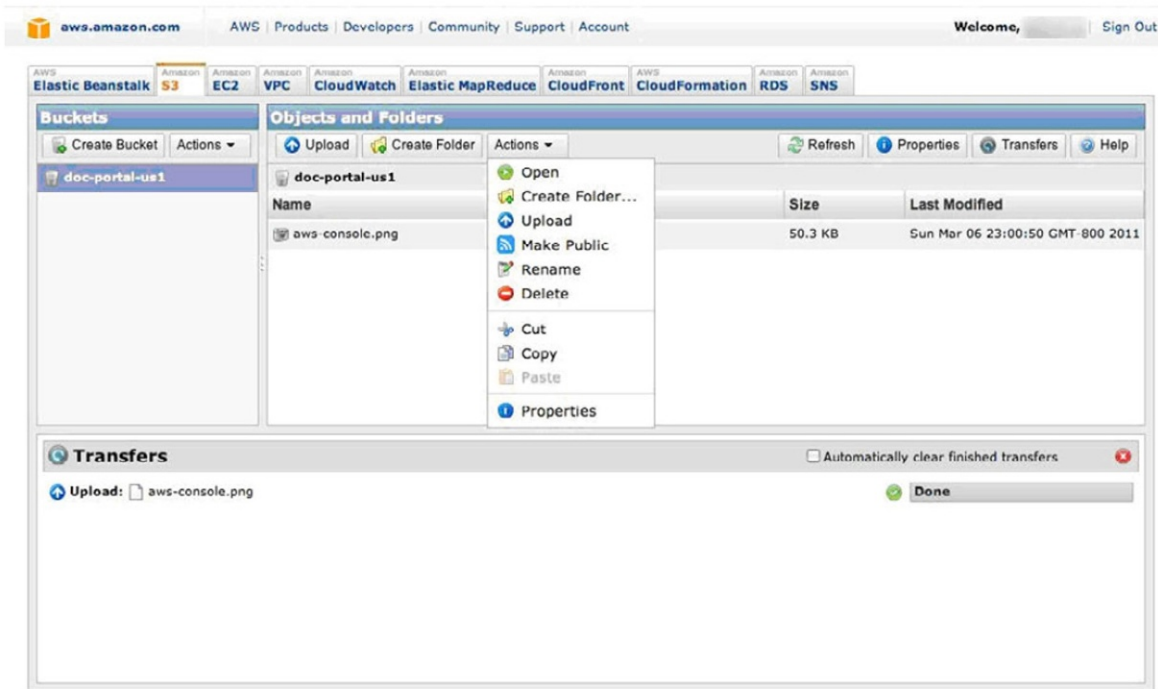 aws.amazon.com AWS | Products | Developers | Community | Support | Account Welcome, Sign Out
AWS Elastic Beanstalk Amazon S3 Amazon EC2 Amazon VPC Amazon CloudWatch Amazon Elastic MapReduce Amazon CloudFront AWS CloudFormation Amazon RDS Amazon SNS
Buckets Objects and Folders
Create Bucket Actions Upload Create Folder Actions Refresh Properties Transfers Help
doc-portal-us1 doc-portal-us1
Name Size Last Modified
aws-console.png 50.3 KB Sun Mar 06 23:00:50 GMT-800 2011
Open
Create Folder...
Upload
Make Public
Rename
Delete
Cut
Copy
Paste
Properties
Transfers Automatically clear finished transfers
Upload: aws-console.png Done